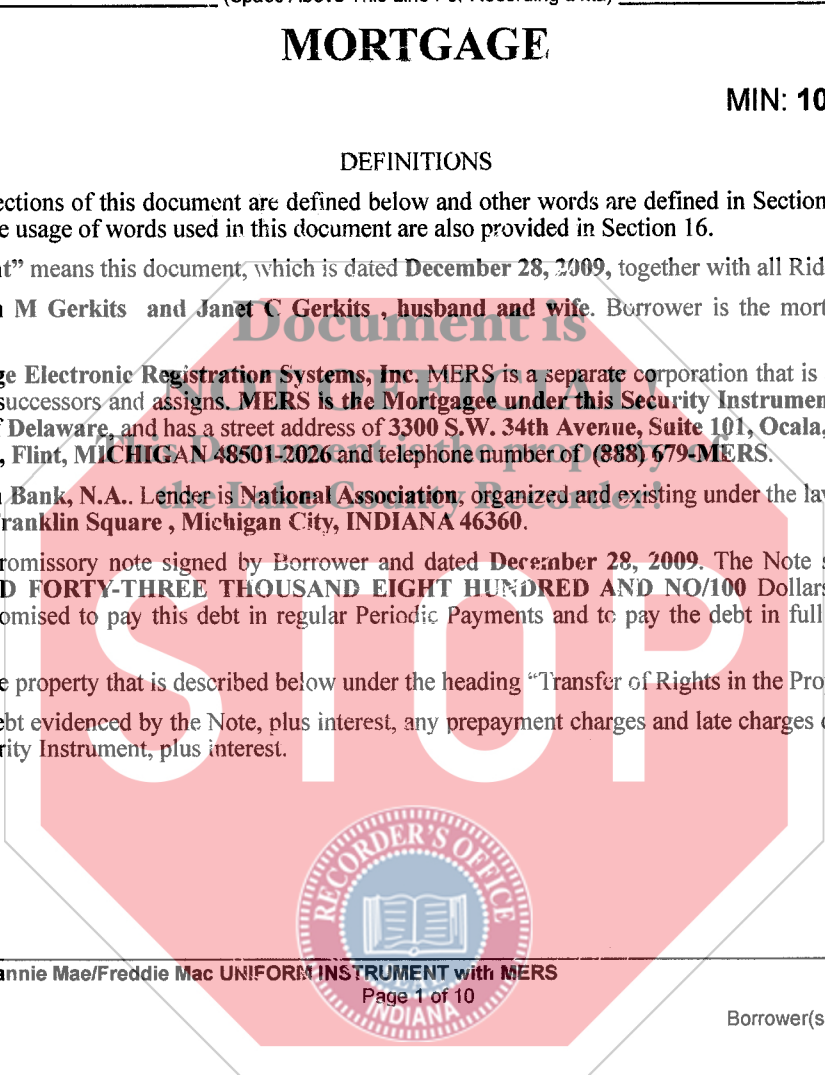 (Space Above This Line For Recording Data)
MORTGAGE
MIN: 10
DEFINITIONS
ections of this document are defined below and other words are defined in Section
e usage of words used in this document are also provided in Section 16.
nt” means this document, which is dated December 28, 2009, together with all Rid
n M Gerkits and Janet C Gerkits , husband and wife. Borrower is the mort
Document is
ge Electronic Registration Systems, Inc. MERS is a separate corporation that is
NOT OFFICIAL!
successors and assigns. MERS is the Mortgagee under this Security Instrumen
f Delaware, and has a street address of 3300 S.W. 34th Avenue, Suite 101, Ocala,
This Document is the property of
, Flint, MICHIGAN 48501-2026 and telephone number of (888) 679-MERS.
the Lake County Recorder!
n Bank, N.A.. Lender is National Association, organized and existing under the law
ranklin Square , Michigan City, INDIANA 46360.
romissory note signed by Borrower and dated December 28, 2009. The Note s
D FORTY-THREE THOUSAND EIGHT HUNDRED AND NO/100 Dollars
omised to pay this debt in regular Periodic Payments and to pay the debt in full
STOP
e property that is described below under the heading “Transfer of Rights in the Pro
ebt evidenced by the Note, plus interest, any prepayment charges and late charges
rity Instrument, plus interest.
RECORDER'S OFFICE
SEAL
INDIANA
annie Mae/Freddie Mac UNIFORM INSTRUMENT with MERS
Page 1 of 10
Borrower(s